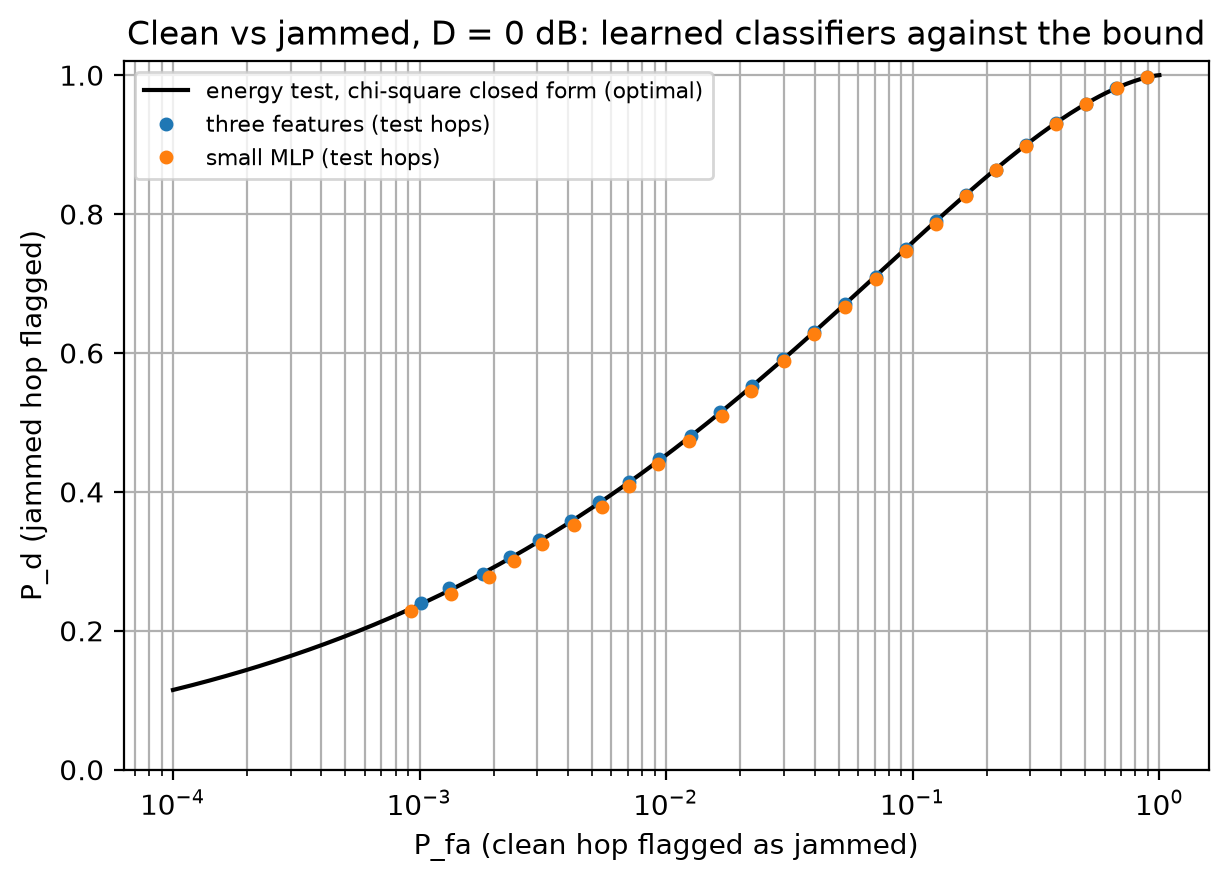 Clean vs jammed, D = 0 dB: learned classifiers against the bound
energy test, chi-square closed form (optimal)
three features (test hops)
small MLP (test hops)
1.0
0.8
0.6
0.4
0.2
0.0
P_d (jammed hop flagged)
10⁻⁴ 10⁻³ 10⁻² 10⁻¹ 10⁰
P_fa (clean hop flagged as jammed)